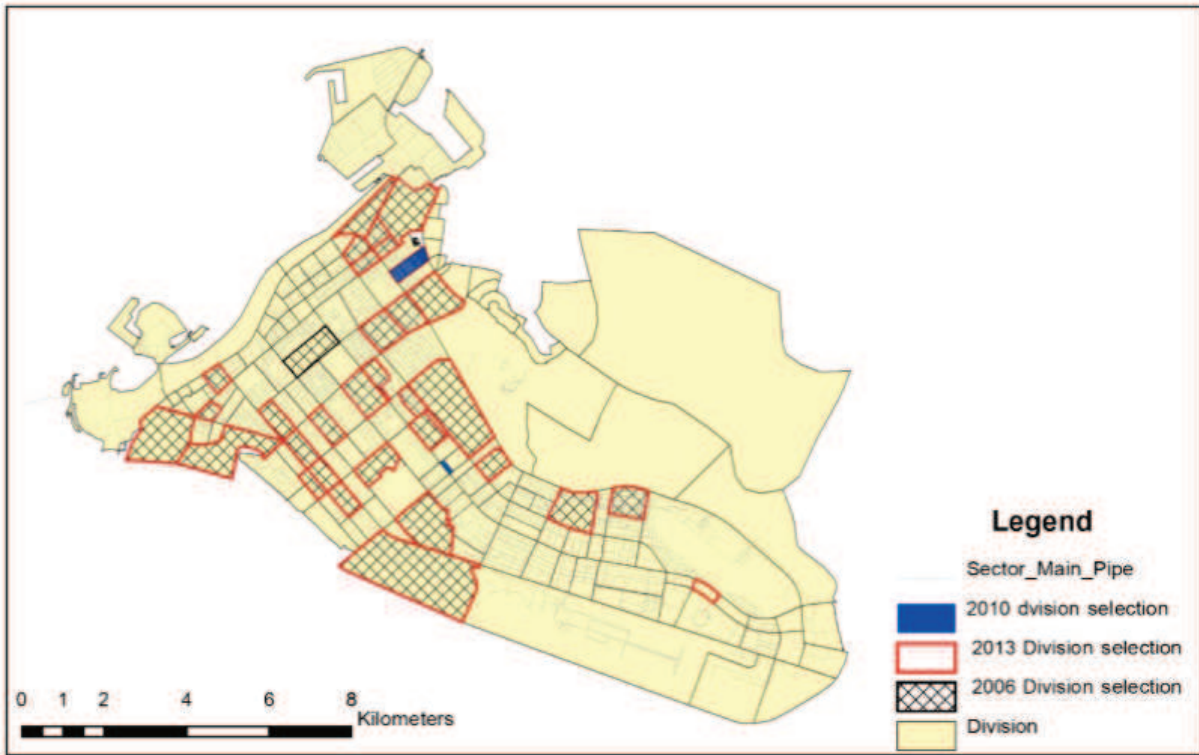 Legend
Sector_Main_Pipe
2010 dvision selection
2013 Division selection
2006 Division selection
Division
0 1 2 4 6 8
Kilometers